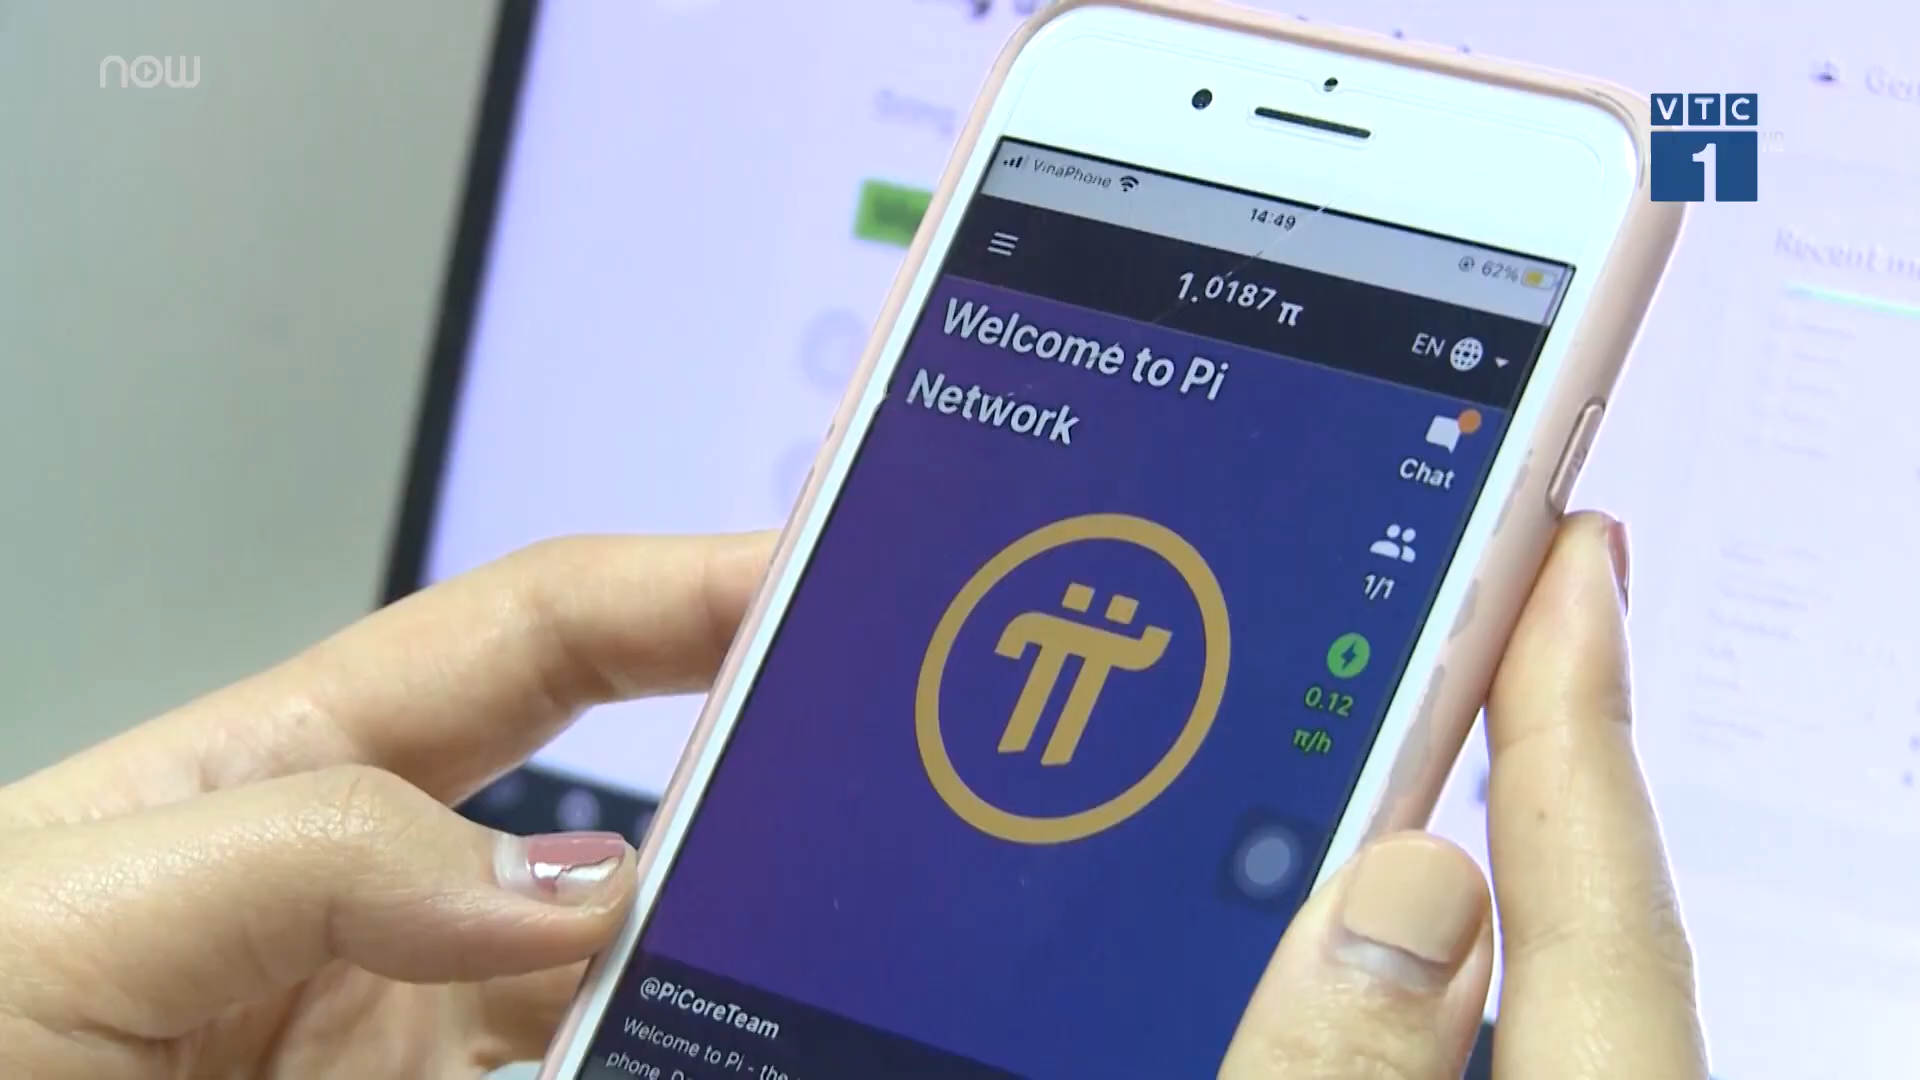 now
VTC
1
VinaPhone
14:49
62%
1.0187 π
EN
Welcome to Pi
Network
Chat
1/1
0.12
π/h
@PiCoreTeam
Welcome to Pi - the
phone.
Recent